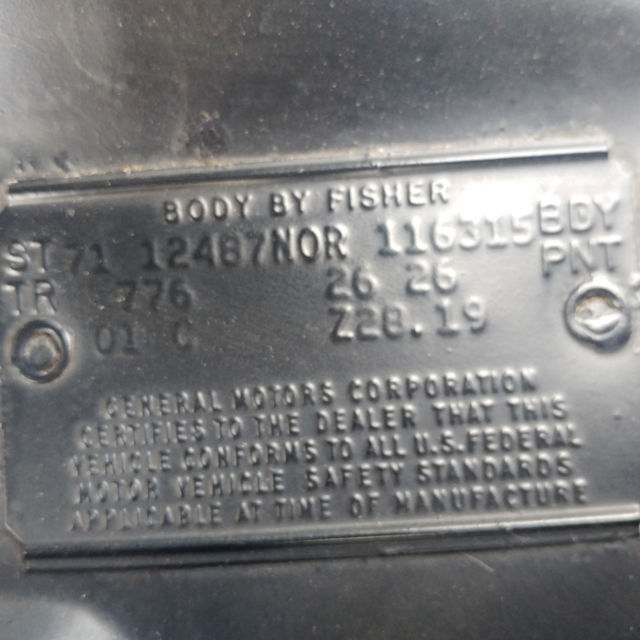 BODY BY FISHER
ST 71 12487 NOR 116315 BDY
TR 776 26 26 PNT
01 C Z28.19
GENERAL MOTORS CORPORATION
CERTIFIES TO THE DEALER THAT THIS
VEHICLE CONFORMS TO ALL U.S. FEDERAL
MOTOR VEHICLE SAFETY STANDARDS
APPLICABLE AT TIME OF MANUFACTURE